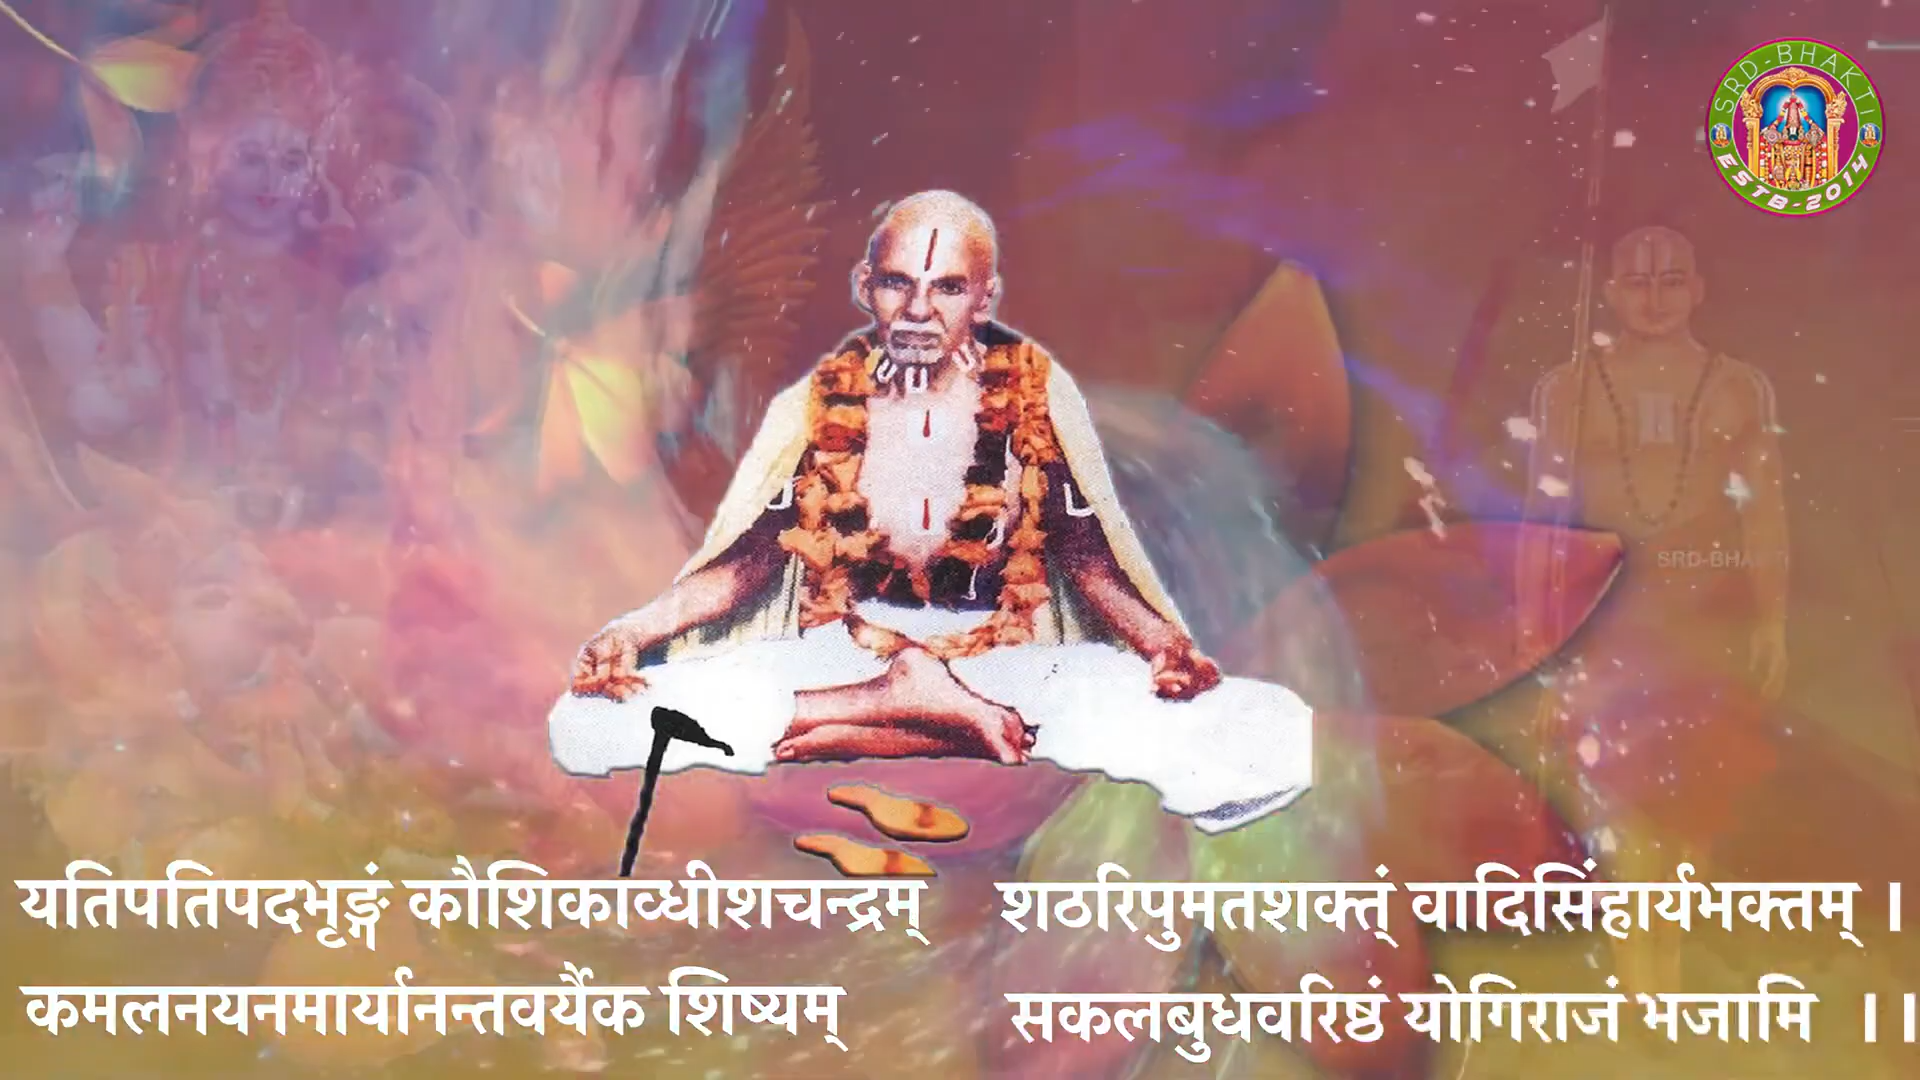 SRD-BHAKTI
ESTB-2014
SRD-BHAKTI
यतिपतिपदभृङ्गं कौशिकाव्धीशचन्द्रम् शठरिपुमतशक्त्ं वादिसिंहार्यभक्तम् ।
कमलनयनमार्यानन्तवर्यैक शिष्यम् सकलबुधवरिष्ठं योगिराजं भजामि ।।